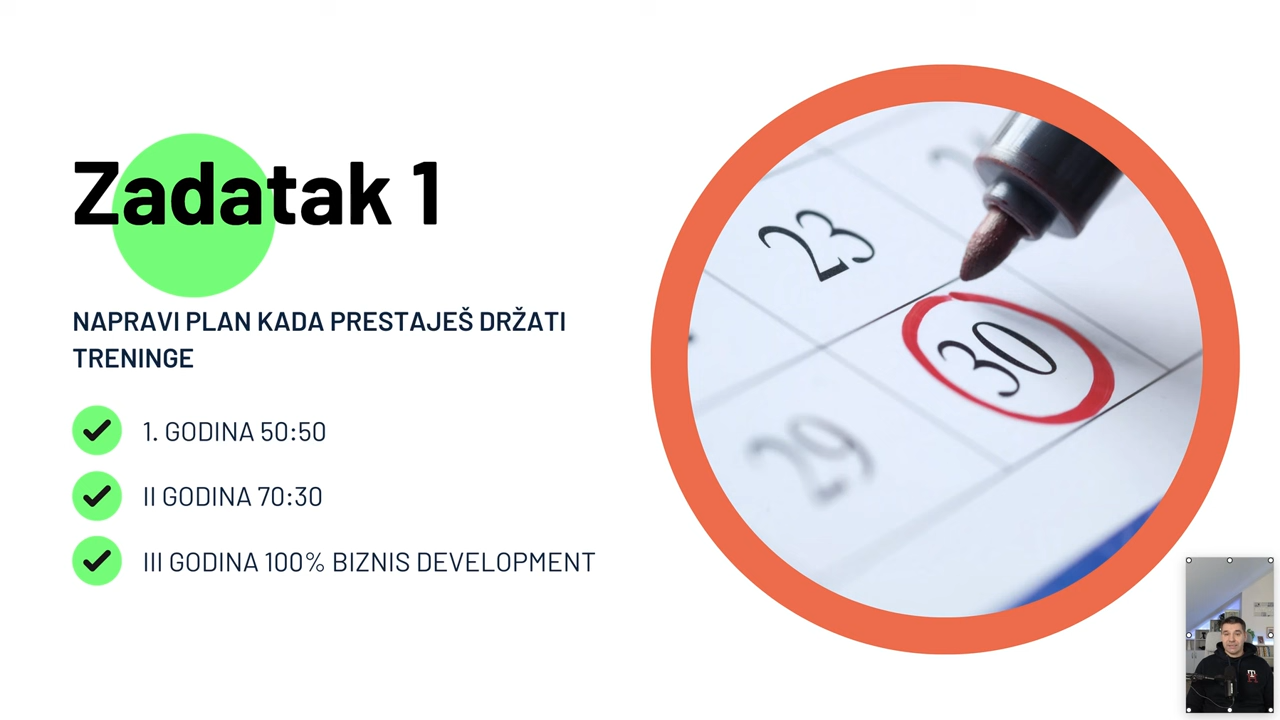 Zadatak 1
NAPRAVI PLAN KADA PRESTAJEŠ DRŽATI
TRENINGE
1. GODINA 50:50
II GODINA 70:30
III GODINA 100% BIZNIS DEVELOPMENT
23
30
29